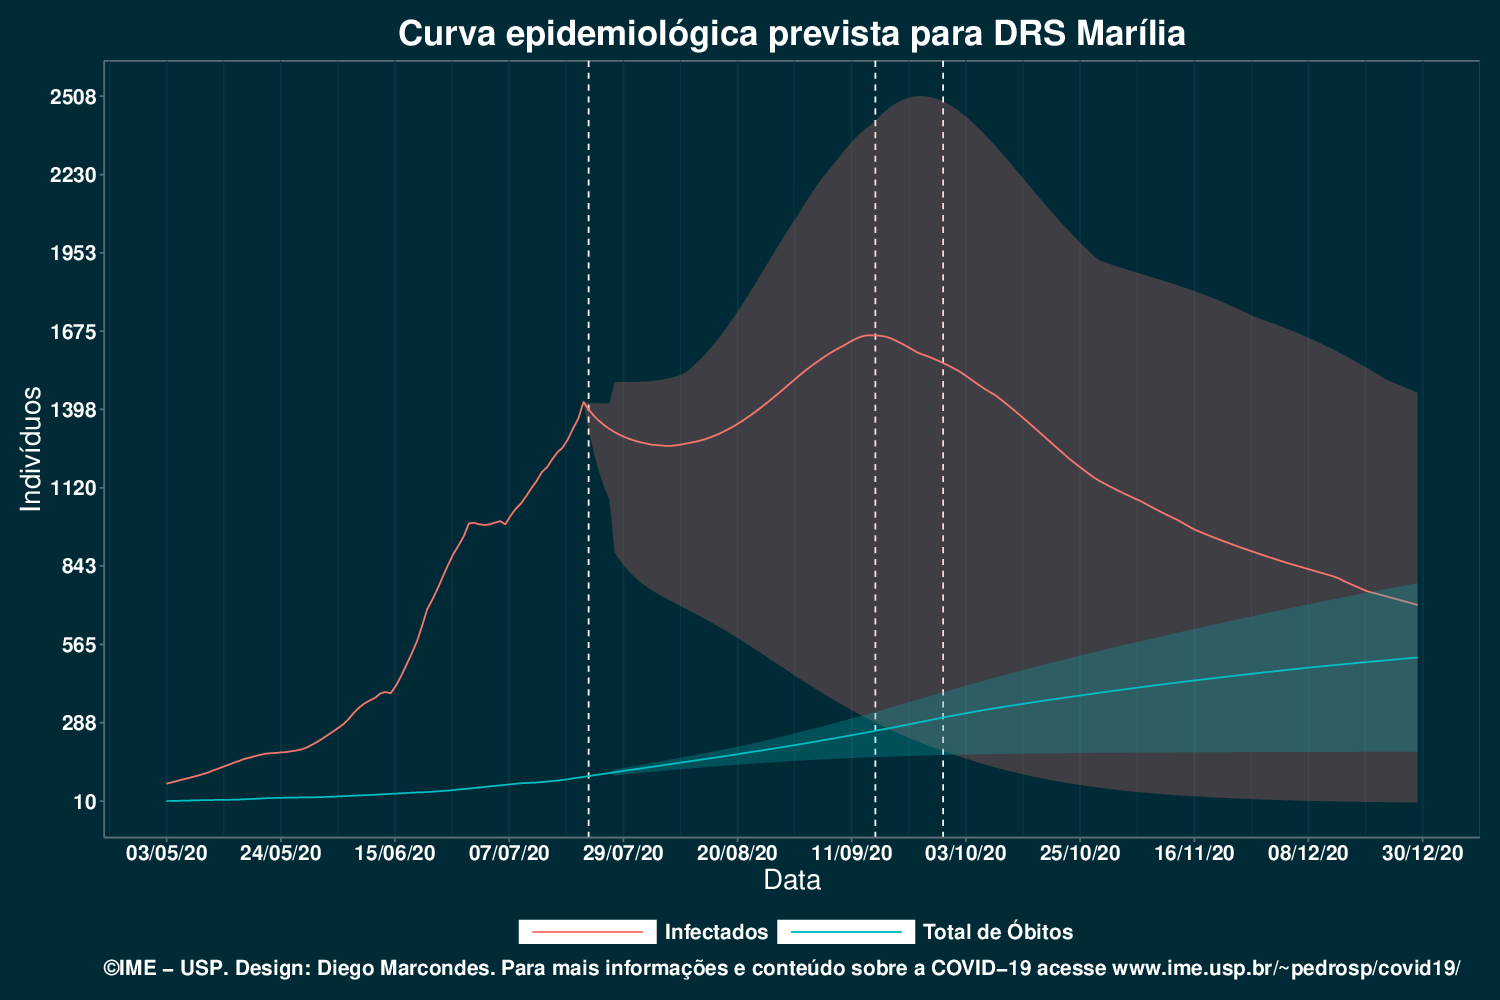 Curva epidemiológica prevista para DRS Marília
Indivíduos
2508
2230
1953
1675
1398
1120
843
565
288
10
03/05/20 24/05/20 15/06/20 07/07/20 29/07/20 20/08/20 11/09/20 03/10/20 25/10/20 16/11/20 08/12/20 30/12/20
Data
Infectados Total de Óbitos
©IME − USP. Design: Diego Marcondes. Para mais informações e conteúdo sobre a COVID−19 acesse www.ime.usp.br/~pedrosp/covid19/